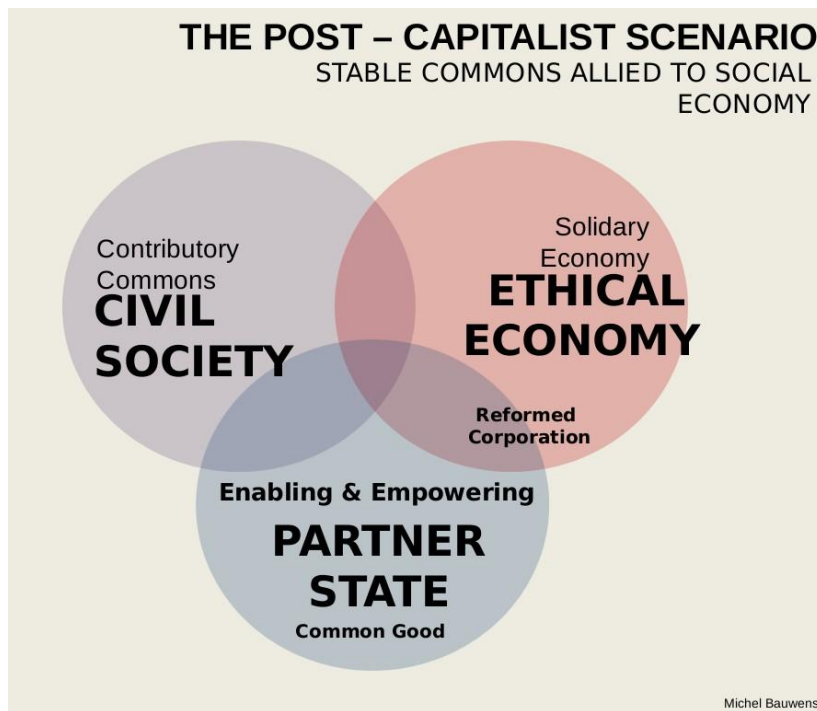 THE POST – CAPITALIST SCENARIO
STABLE COMMONS ALLIED TO SOCIAL
ECONOMY
Contributory
Commons
CIVIL
SOCIETY
Solidary
Economy
ETHICAL
ECONOMY
Reformed
Corporation
Enabling & Empowering
PARTNER
STATE
Common Good
Michel Bauwens